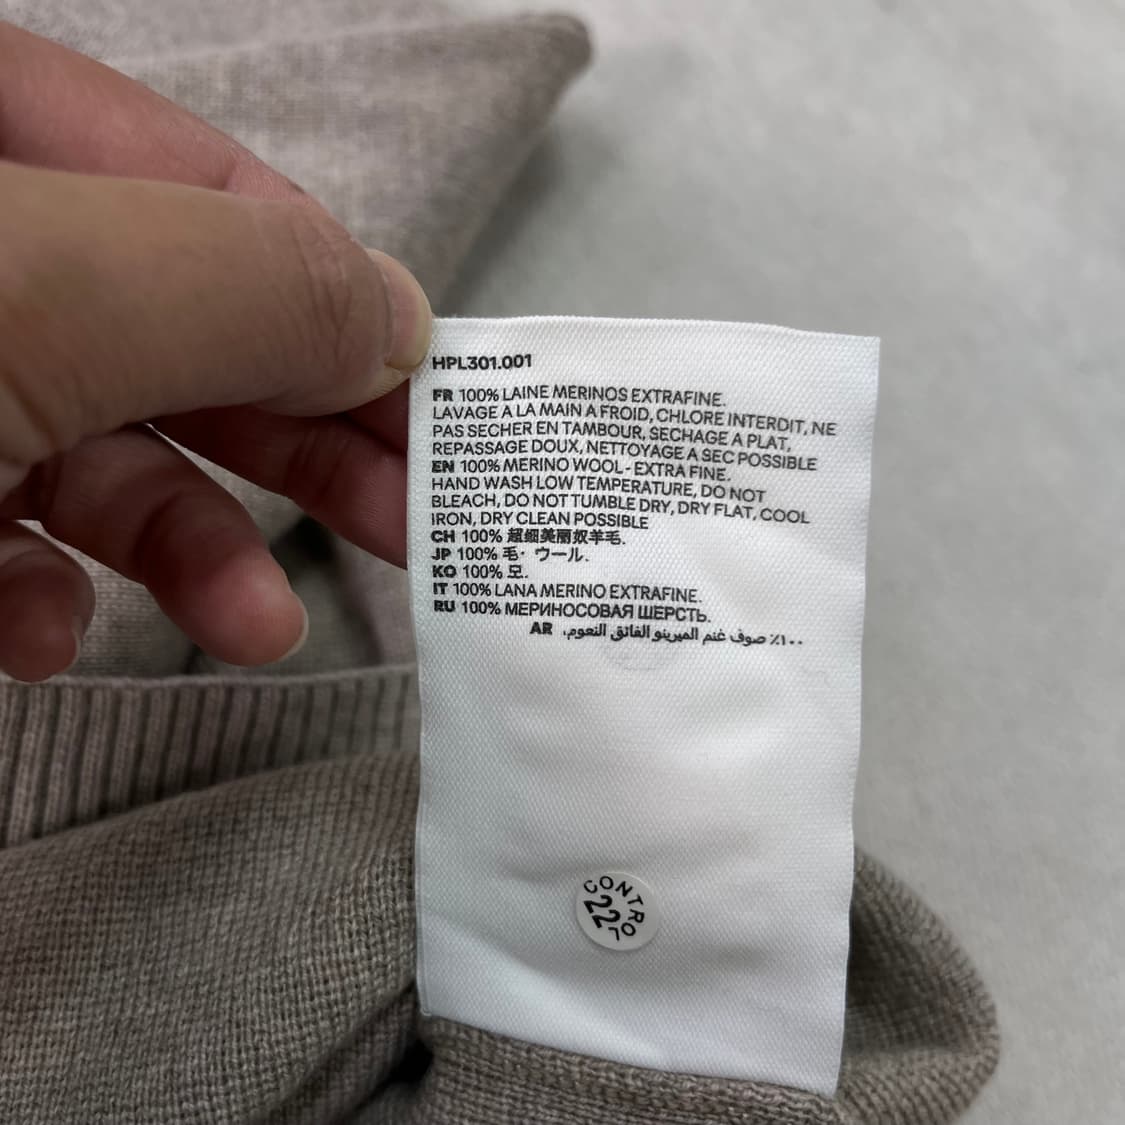 HPL301.001
FR 100% LAINE MERINOS EXTRAFINE.
LAVAGE A LA MAIN A FROID, CHLORE INTERDIT, NE
PAS SECHER EN TAMBOUR, SECHAGE A PLAT,
REPASSAGE DOUX, NETTOYAGE A SEC POSSIBLE
EN 100% MERINO WOOL - EXTRA FINE.
HAND WASH LOW TEMPERATURE, DO NOT
BLEACH, DO NOT TUMBLE DRY, DRY FLAT, COOL
IRON, DRY CLEAN POSSIBLE
CH 100% 超细美丽奴羊毛.
JP 100% 毛・ウール.
KO 100% 모.
IT 100% LANA MERINO EXTRAFINE.
RU 100% МЕРИНОСОВАЯ ШЕРСТЬ.
١٠٠٪ صوف غنم الميرينو الفائق النعوم. AR
CONTROL
22